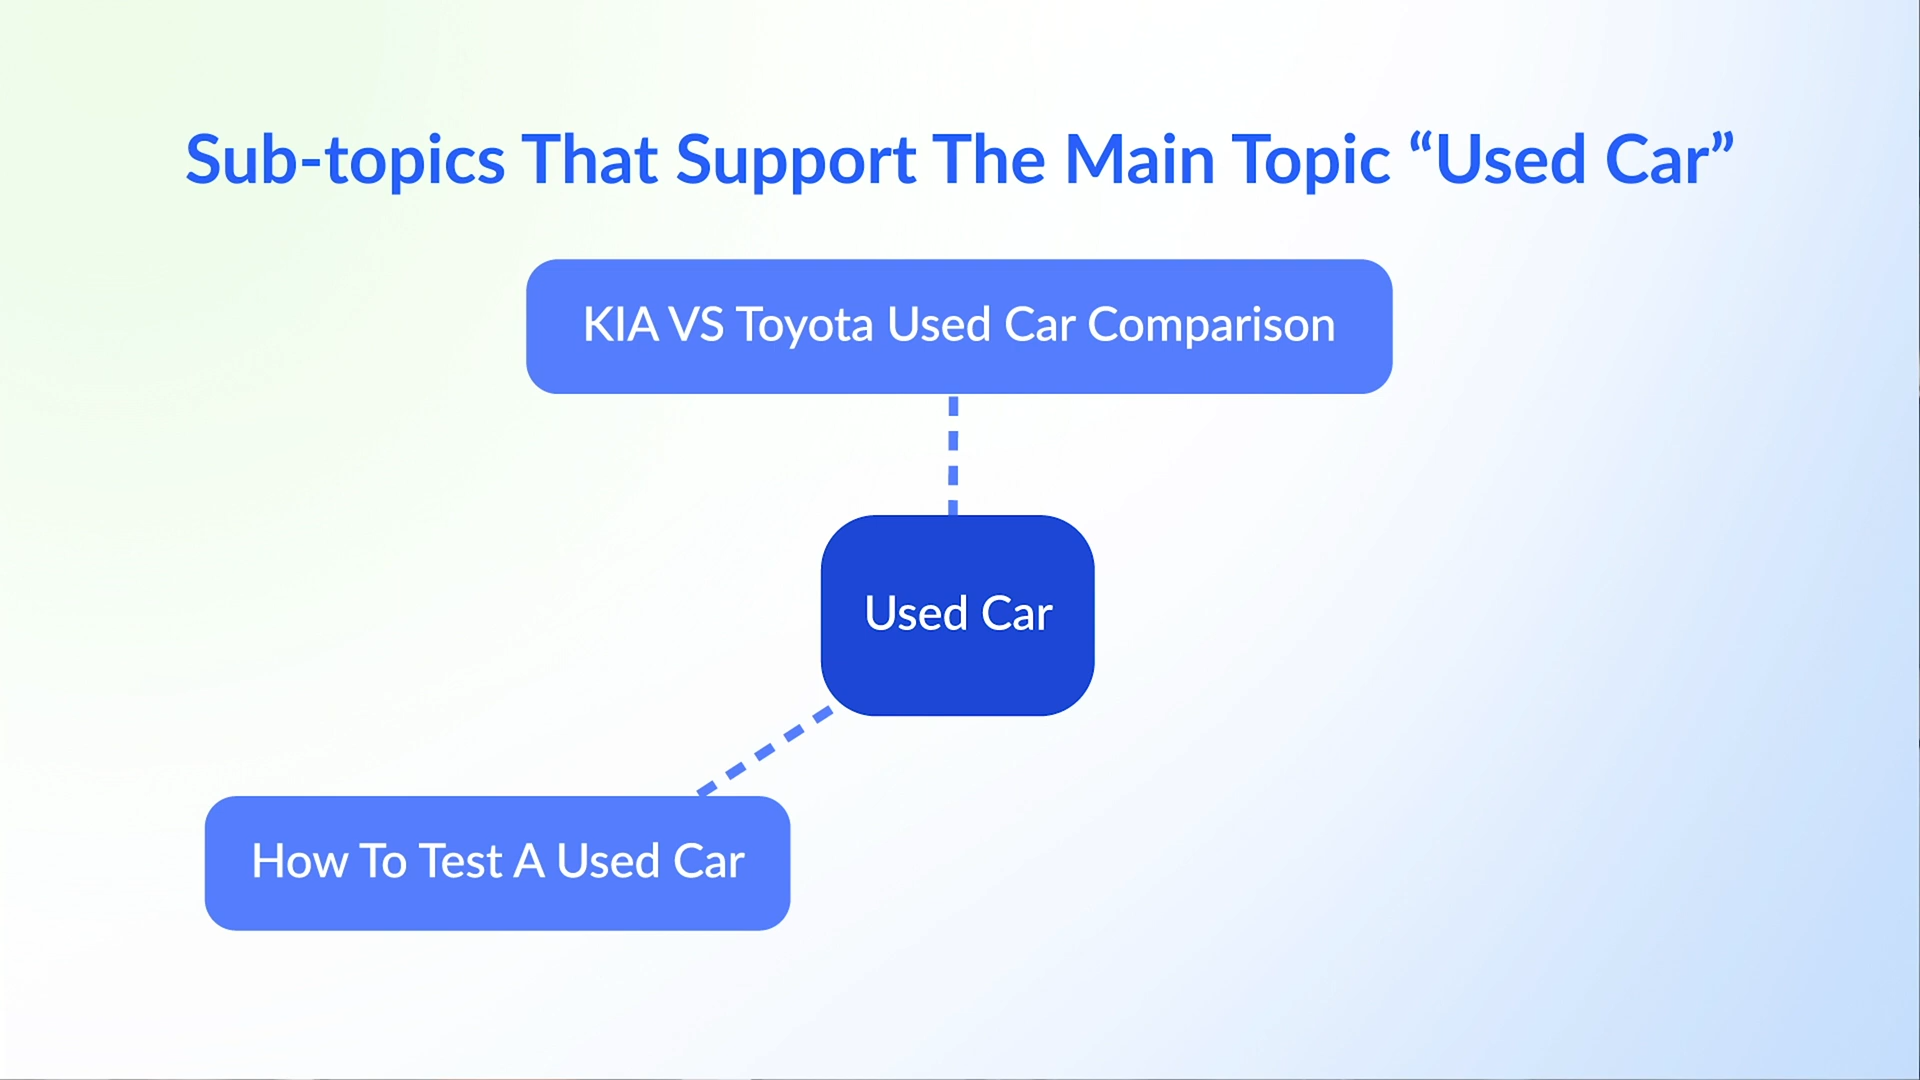 Sub-topics That Support The Main Topic “Used Car”
KIA VS Toyota Used Car Comparison
Used Car
How To Test A Used Car